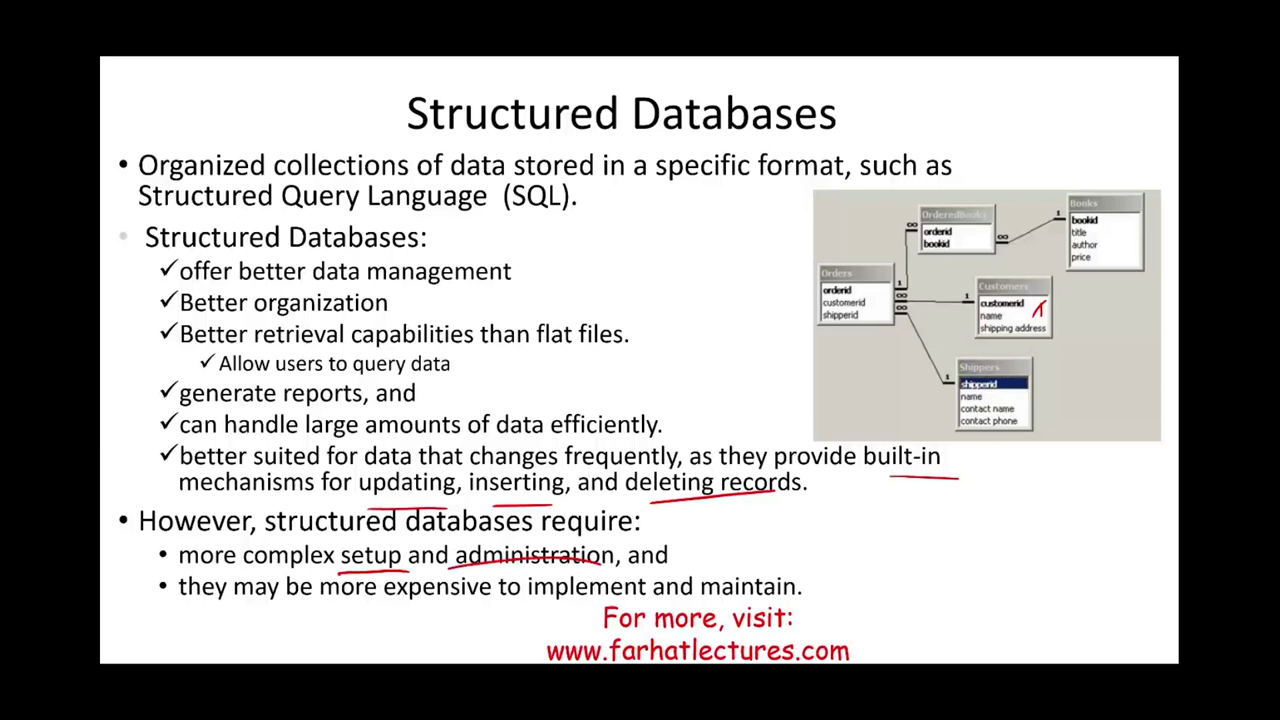 Structured Databases
• Organized collections of data stored in a specific format, such as
Structured Query Language (SQL).
• Structured Databases:
✓offer better data management
✓Better organization
✓Better retrieval capabilities than flat files.
✓Allow users to query data
✓generate reports, and
✓can handle large amounts of data efficiently.
✓better suited for data that changes frequently, as they provide built-in
mechanisms for updating, inserting, and deleting records.
• However, structured databases require:
• more complex setup and administration, and
• they may be more expensive to implement and maintain.
For more, visit:
www.farhatlectures.com
Orders
orderid
customerid
shipperid
OrderedBooks
orderid
bookid
Books
bookid
title
author
price
Customers
customerid
name
shipping address
Shippers
shipperid
name
contact name
contact phone
1
∞
∞
∞
∞
1
1
1